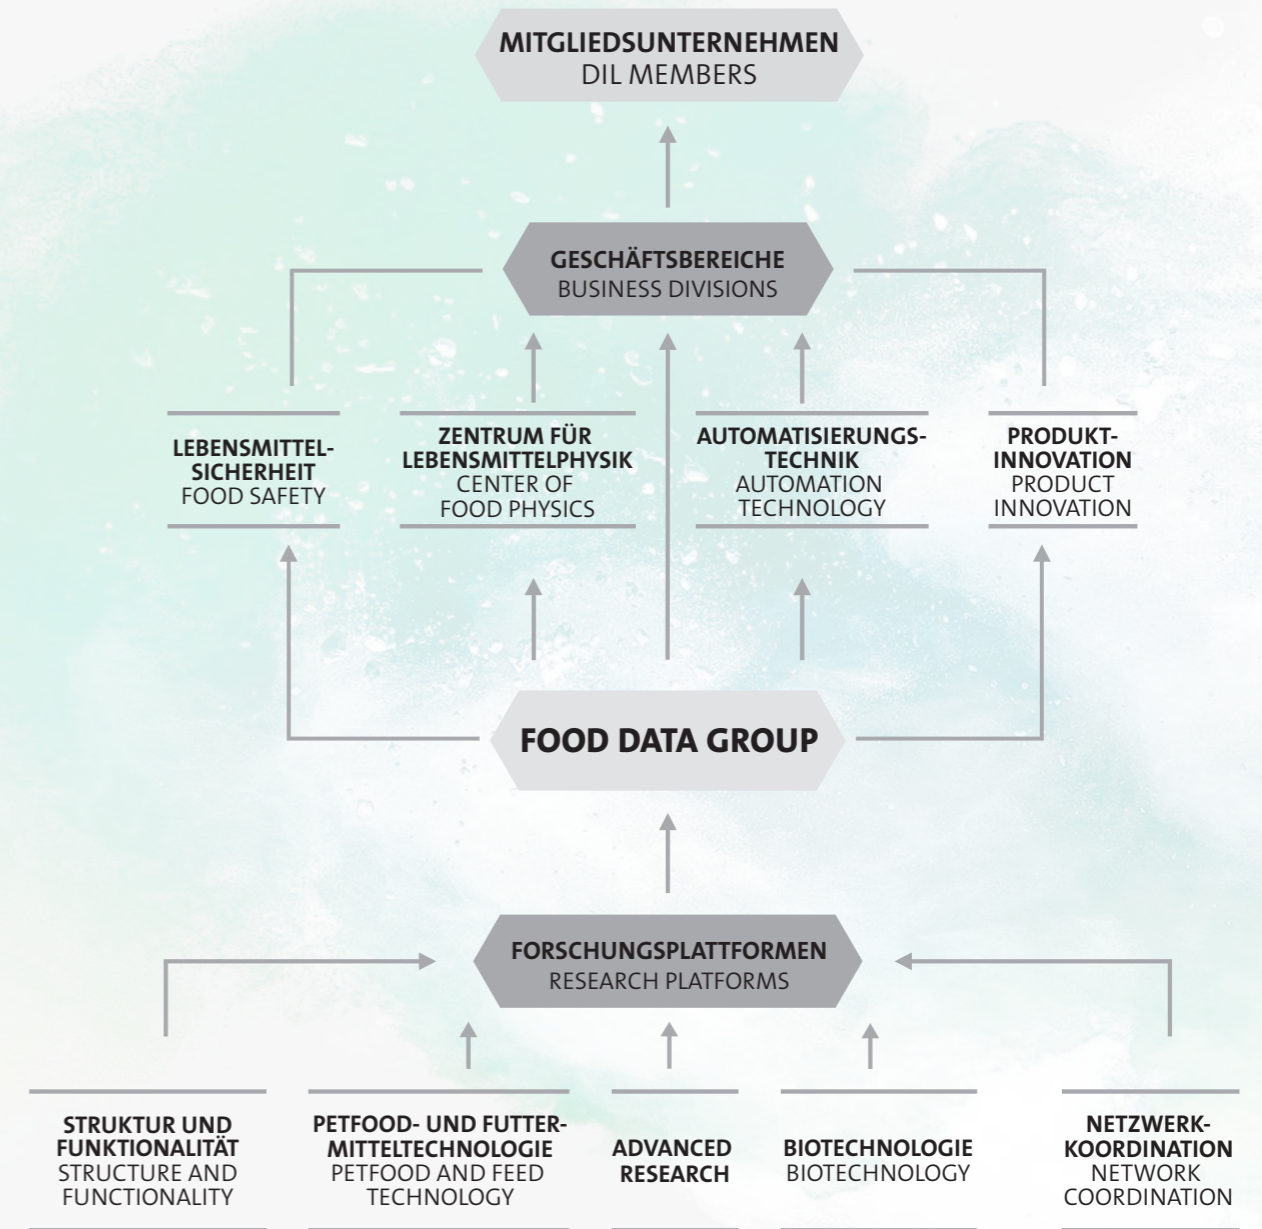 MITGLIEDSUNTERNEHMEN
DIL MEMBERS
GESCHÄFTSBEREICHE
BUSINESS DIVISIONS
LEBENSMITTEL-
SICHERHEIT
FOOD SAFETY
ZENTRUM FÜR
LEBENSMITTELPHYSIK
CENTER OF
FOOD PHYSICS
AUTOMATISIERUNGS-
TECHNIK
AUTOMATION
TECHNOLOGY
PRODUKT-
INNOVATION
PRODUCT
INNOVATION
FOOD DATA GROUP
FORSCHUNGSPLATTFORMEN
RESEARCH PLATFORMS
STRUKTUR UND
FUNKTIONALITÄT
STRUCTURE AND
FUNCTIONALITY
PETFOOD- UND FUTTER-
MITTELTECHNOLOGIE
PETFOOD AND FEED
TECHNOLOGY
ADVANCED
RESEARCH
BIOTECHNOLOGIE
BIOTECHNOLOGY
NETZWERK-
KOORDINATION
NETWORK
COORDINATION